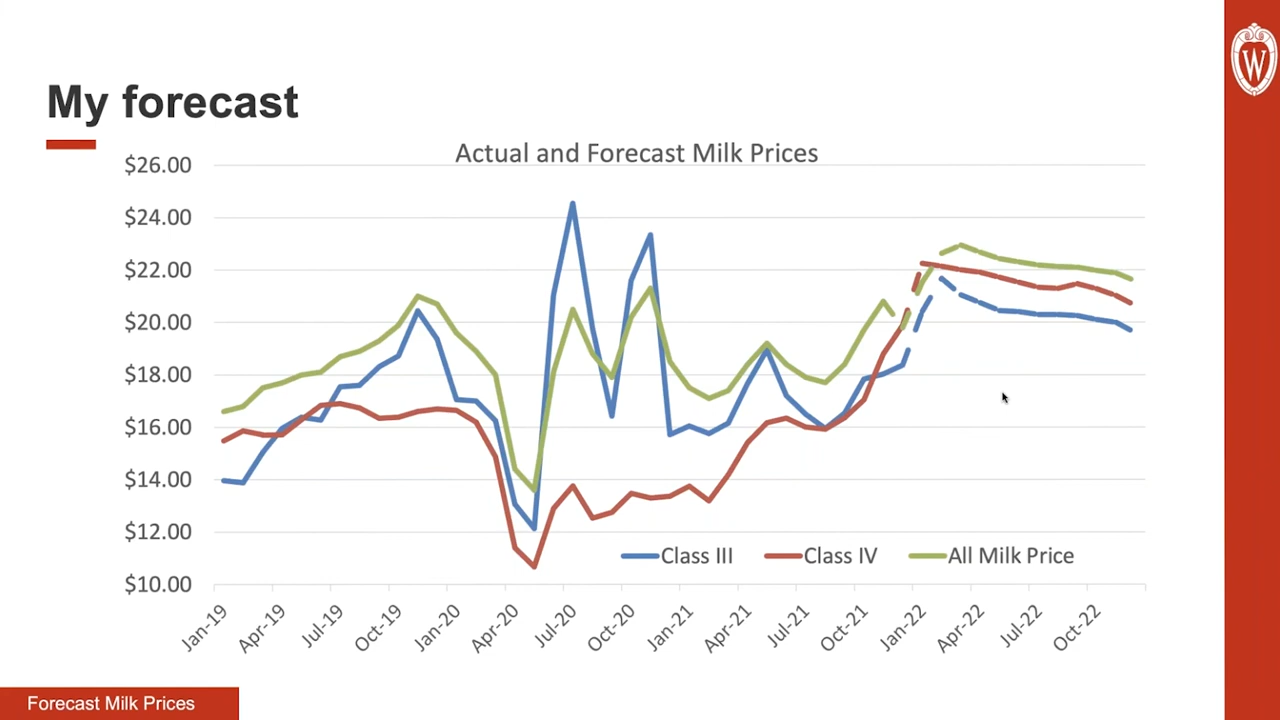 My forecast
Actual and Forecast Milk Prices
$26.00
$24.00
$22.00
$20.00
$18.00
$16.00
$14.00
$12.00
$10.00
Class III Class IV All Milk Price
Jan-19 Apr-19 Jul-19 Oct-19 Jan-20 Apr-20 Jul-20 Oct-20 Jan-21 Apr-21 Jul-21 Oct-21 Jan-22 Apr-22 Jul-22 Oct-22
Forecast Milk Prices
W